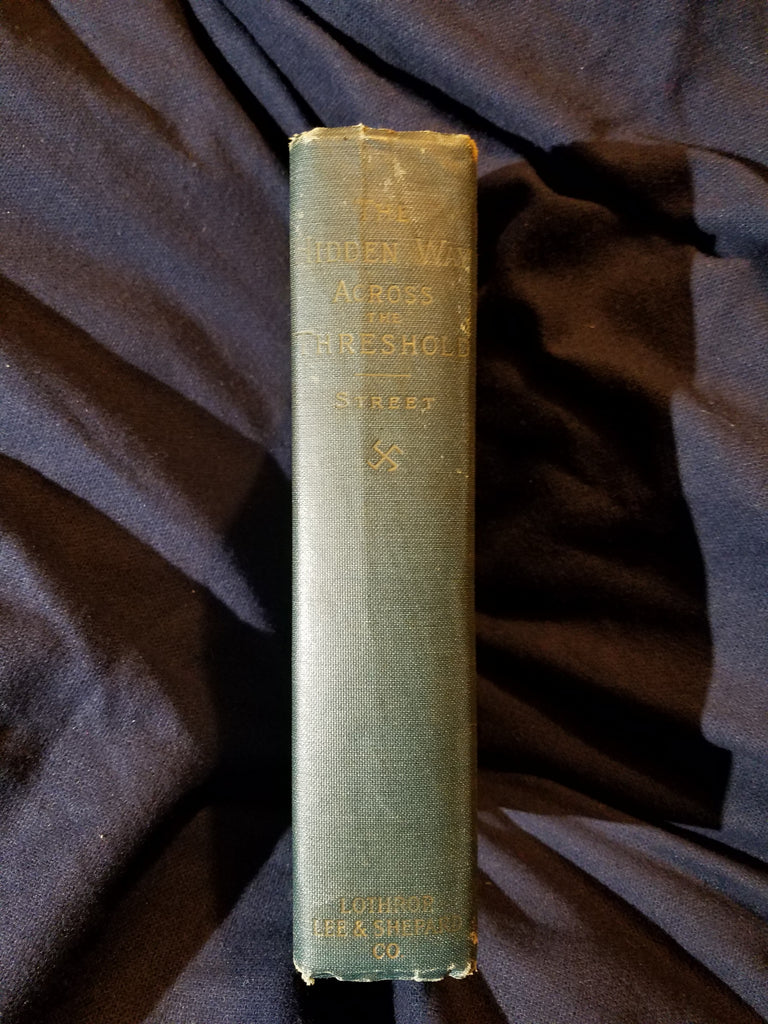 THE
HIDDEN WAY
ACROSS
THE
THRESHOLD
STREET
LOTHROP
LEE & SHEPARD
CO